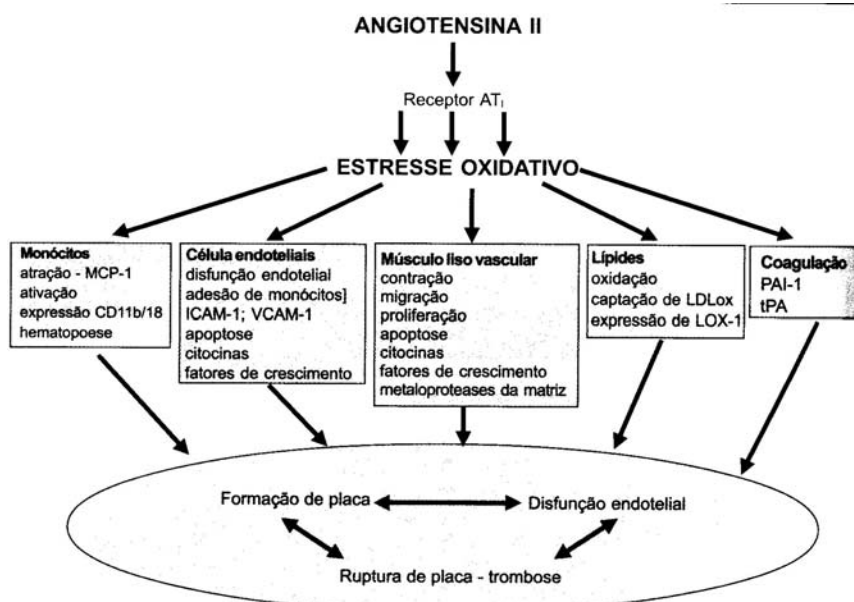 ANGIOTENSINA II
Receptor AT₁
ESTRESSE OXIDATIVO
Monócitos
atração - MCP-1
ativação
expressão CD11b/18
hematopoese
Célula endoteliais
disfunção endotelial
adesão de monócitos]
ICAM-1; VCAM-1
apoptose
citocinas
fatores de crescimento
Músculo liso vascular
contração
migração
proliferação
apoptose
citocinas
fatores de crescimento
metaloproteases da matriz
Lípides
oxidação
captação de LDLox
expressão de LOX-1
Coagulação
PAI-1
tPA
Formação de placa
Disfunção endotelial
Ruptura de placa - trombose